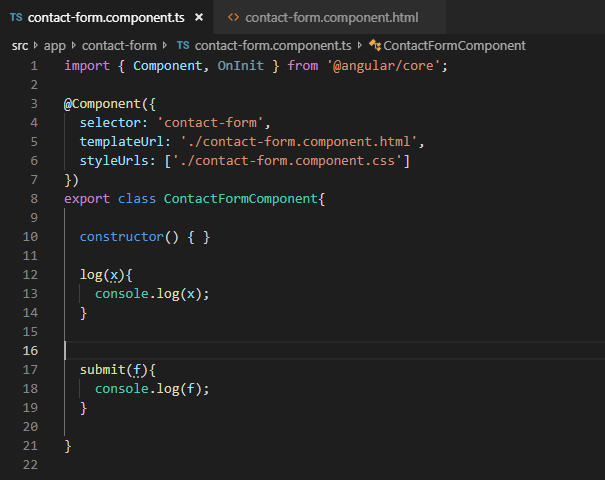 TS contact-form.component.ts × <> contact-form.component.html
src > app > contact-form > TS contact-form.component.ts > ContactFormComponent
1 import { Component, OnInit } from '@angular/core';
2
3 @Component({
4   selector: 'contact-form',
5   templateUrl: './contact-form.component.html',
6   styleUrls: ['./contact-form.component.css']
7 })
8 export class ContactFormComponent{
9
10   constructor() { }
11
12   log(x){
13     console.log(x);
14   }
15
16
17   submit(f){
18     console.log(f);
19   }
20
21 }
22